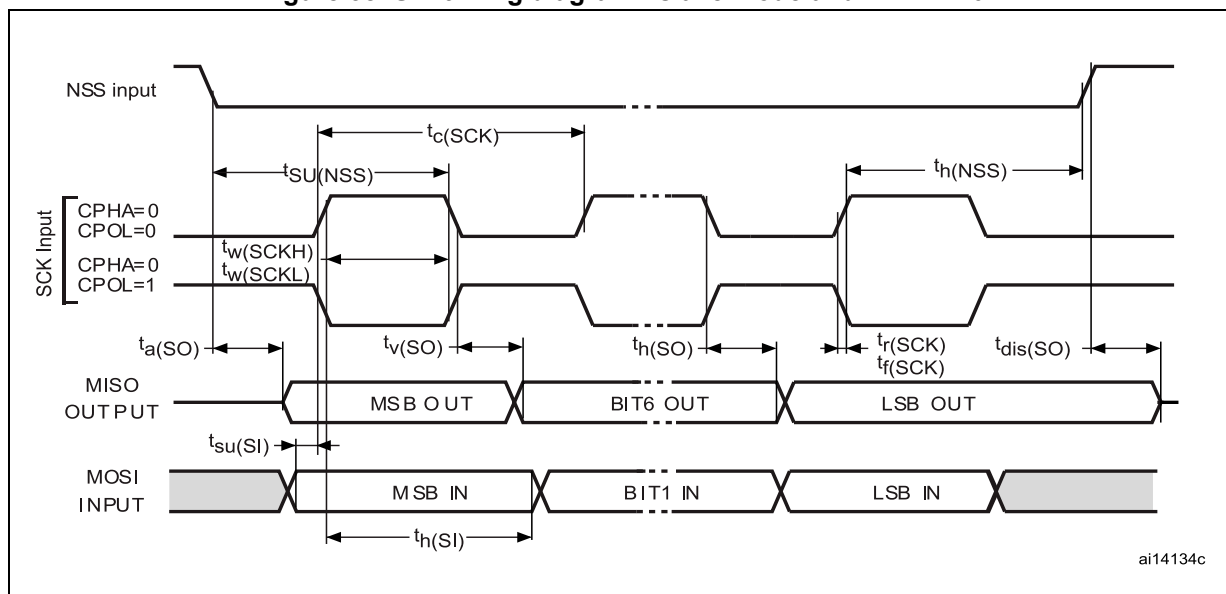 NSS input
tc(SCK)
tSU(NSS)
th(NSS)
SCK Input
CPHA=0
CPOL=0
tw(SCKH)
tw(SCKL)
CPHA=0
CPOL=1
ta(SO)
tv(SO)
th(SO)
tr(SCK)
tf(SCK)
tdis(SO)
MISO
OUTPUT
MSB OUT
BIT6 OUT
LSB OUT
tsu(SI)
MOSI
INPUT
MSB IN
BIT1 IN
LSB IN
th(SI)
ai14134c